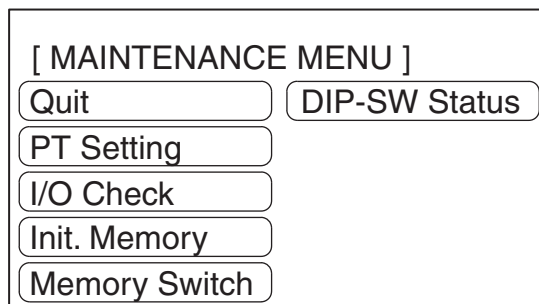 [ MAINTENANCE MENU ]
Quit
DIP-SW Status
PT Setting
I/O Check
Init. Memory
Memory Switch